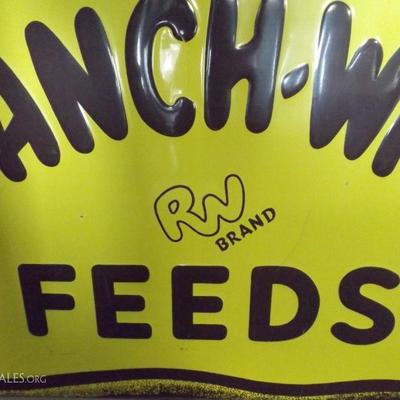 ANCH-W
RW
BRAND
FEEDS
ALES.ORG